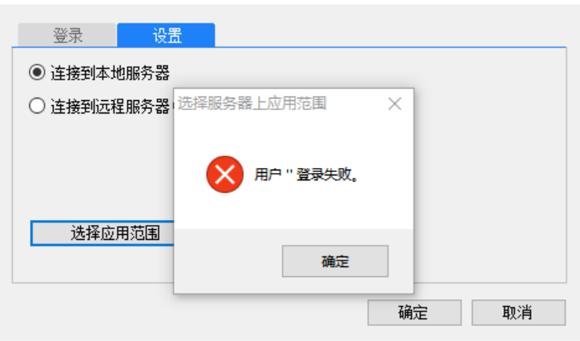 登录 设置
连接到本地服务器
连接到远程服务器
选择服务器上应用范围
用户 '' 登录失败。
选择应用范围
确定
确定 取消